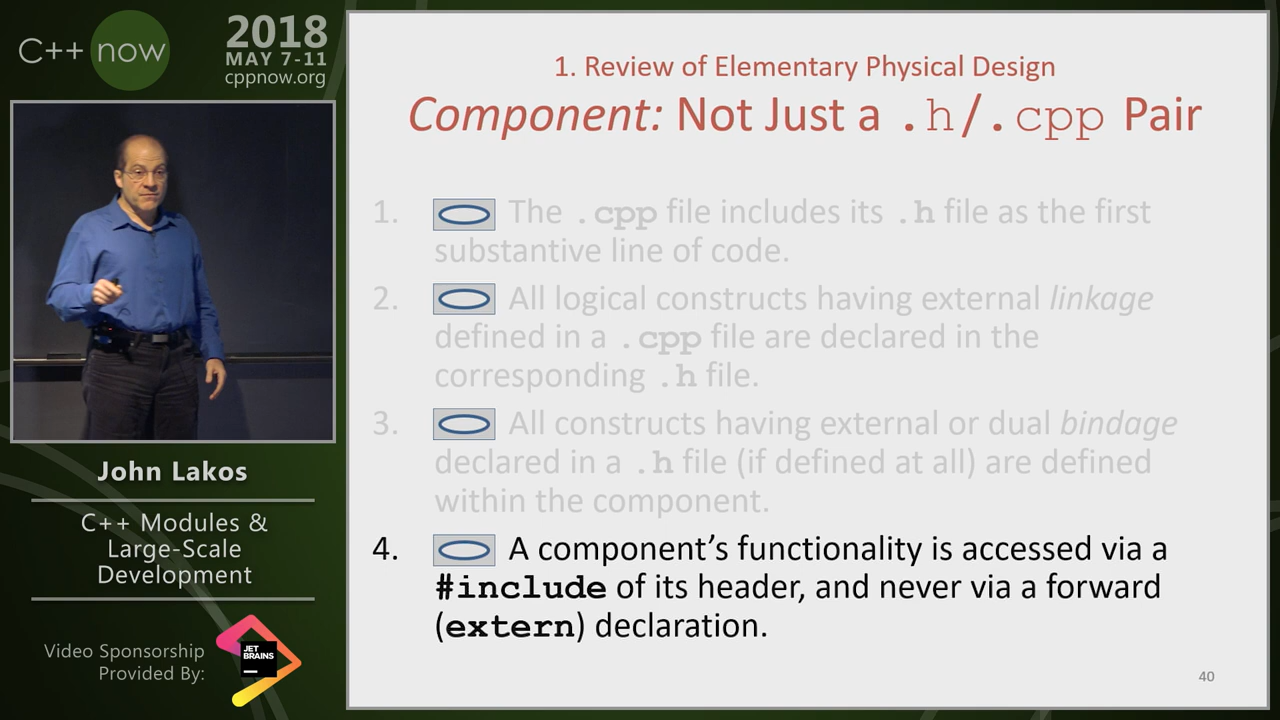 C++ now
2018
MAY 7-11
cppnow.org
John Lakos
C++ Modules &
Large-Scale
Development
Video Sponsorship
Provided By:
JET
BRAINS
1. Review of Elementary Physical Design
Component: Not Just a .h/.cpp Pair
1. The .cpp file includes its .h file as the first
substantive line of code.
2. All logical constructs having external linkage
defined in a .cpp file are declared in the
corresponding .h file.
3. All constructs having external or dual bindage
declared in a .h file (if defined at all) are defined
within the component.
4. A component’s functionality is accessed via a
#include of its header, and never via a forward
(extern) declaration.
40